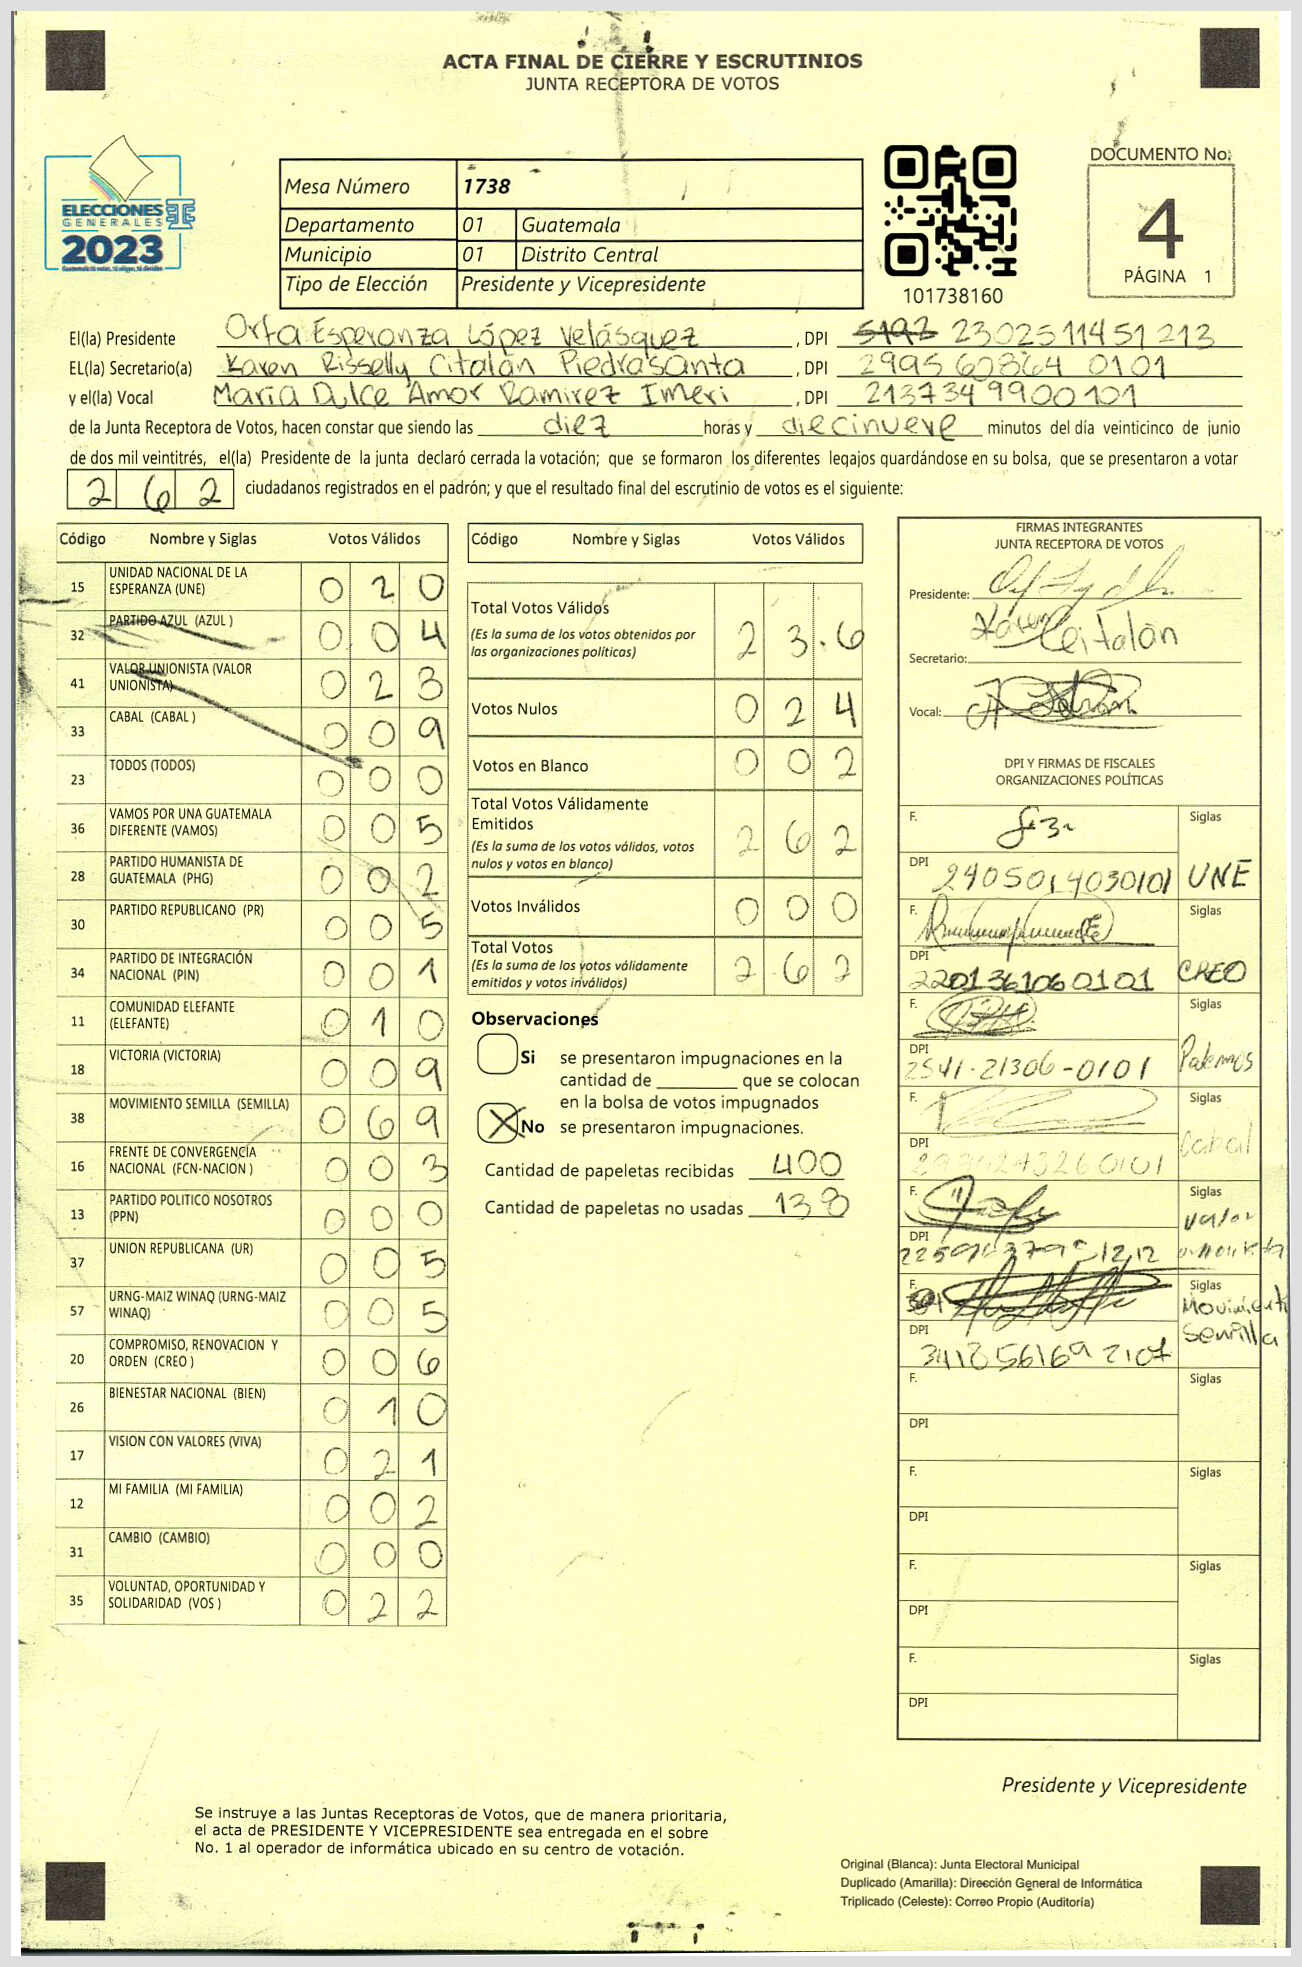 ACTA FINAL DE CIERRE Y ESCRUTINIOS
JUNTA RECEPTORA DE VOTOS
ELECCIONES
GENERALES
2023
DOCUMENTO No:
4
PÁGINA 1
Mesa Número 1738
Departamento 01 Guatemala
Municipio 01 Distrito Central
Tipo de Elección Presidente y Vicepresidente
101738160
El(la) Presidente Orfa Esperanza López Velásquez, DPI 2302511451213
EL(la) Secretario(a) Karen Risselly Citalán Piedrasanta, DPI 2995608640101
y el(la) Vocal María Dulce Amor Ramirez Imeri, DPI 2137349900101
de la Junta Receptora de Votos, hacen constar que siendo las diez horas y diecinueve minutos del día veinticinco de junio
de dos mil veintitrés, el(la) Presidente de la junta declaró cerrada la votación; que se formaron los diferentes legajos guardándose en su bolsa, que se presentaron a votar
262 ciudadanos registrados en el padrón; y que el resultado final del escrutinio de votos es el siguiente:
Código Nombre y Siglas Votos Válidos
15 UNIDAD NACIONAL DE LA ESPERANZA (UNE) 0 2 0
32 PARTIDO AZUL (AZUL ) 0 0 4
41 VALOR UNIONISTA (VALOR UNIONISTA) 0 2 3
33 CABAL (CABAL ) 0 0 9
23 TODOS (TODOS) 0 0 0
36 VAMOS POR UNA GUATEMALA DIFERENTE (VAMOS) 0 0 5
28 PARTIDO HUMANISTA DE GUATEMALA (PHG) 0 0 2
30 PARTIDO REPUBLICANO (PR) 0 0 5
34 PARTIDO DE INTEGRACIÓN NACIONAL (PIN) 0 0 1
11 COMUNIDAD ELEFANTE (ELEFANTE) 0 1 0
18 VICTORIA (VICTORIA) 0 0 9
38 MOVIMIENTO SEMILLA (SEMILLA) 0 6 9
16 FRENTE DE CONVERGENCIA NACIONAL (FCN-NACION ) 0 0 3
13 PARTIDO POLITICO NOSOTROS (PPN) 0 0 0
37 UNION REPUBLICANA (UR) 0 0 5
57 URNG-MAIZ WINAQ (URNG-MAIZ WINAQ) 0 0 5
20 COMPROMISO, RENOVACION Y ORDEN (CREO ) 0 0 6
26 BIENESTAR NACIONAL (BIEN) 0 1 0
17 VISION CON VALORES (VIVA) 0 2 1
12 MI FAMILIA (MI FAMILIA) 0 0 2
31 CAMBIO (CAMBIO) 0 0 0
35 VOLUNTAD, OPORTUNIDAD Y SOLIDARIDAD (VOS ) 0 2 2
Código Nombre y Siglas Votos Válidos
Total Votos Válidos 2 3 6
(Es la suma de los votos obtenidos por
las organizaciones políticas)
Votos Nulos 0 2 4
Votos en Blanco 0 0 2
Total Votos Válidamente
Emitidos 2 6 2
(Es la suma de los votos válidos, votos
nulos y votos en blanco)
Votos Inválidos 0 0 0
Total Votos 2 6 2
(Es la suma de los votos válidamente
emitidos y votos inválidos)
Observaciones
Si se presentaron impugnaciones en la
cantidad de ________ que se colocan
en la bolsa de votos impugnados
X No se presentaron impugnaciones.
Cantidad de papeletas recibidas 400
Cantidad de papeletas no usadas 138
FIRMAS INTEGRANTES
JUNTA RECEPTORA DE VOTOS
Presidente:
Karen Citalán
Secretario:
Vocal:
DPI Y FIRMAS DE FISCALES
ORGANIZACIONES POLÍTICAS
F. Siglas
DPI 2405014030101 UNE
F. Siglas
DPI 2201361060101 CREO
F. Siglas
DPI 2541-21306-0101
F. Siglas
DPI Cabal
F. Siglas
DPI Valor
F. Siglas
DPI Movimiento
Semilla
F. Siglas
DPI
F. Siglas
DPI
F. Siglas
DPI
F. Siglas
DPI
Presidente y Vicepresidente
Se instruye a las Juntas Receptoras de Votos, que de manera prioritaria,
el acta de PRESIDENTE Y VICEPRESIDENTE sea entregada en el sobre
No. 1 al operador de informática ubicado en su centro de votación.
Original (Blanca): Junta Electoral Municipal
Duplicado (Amarilla): Dirección General de Informática
Triplicado (Celeste): Correo Propio (Auditoría)